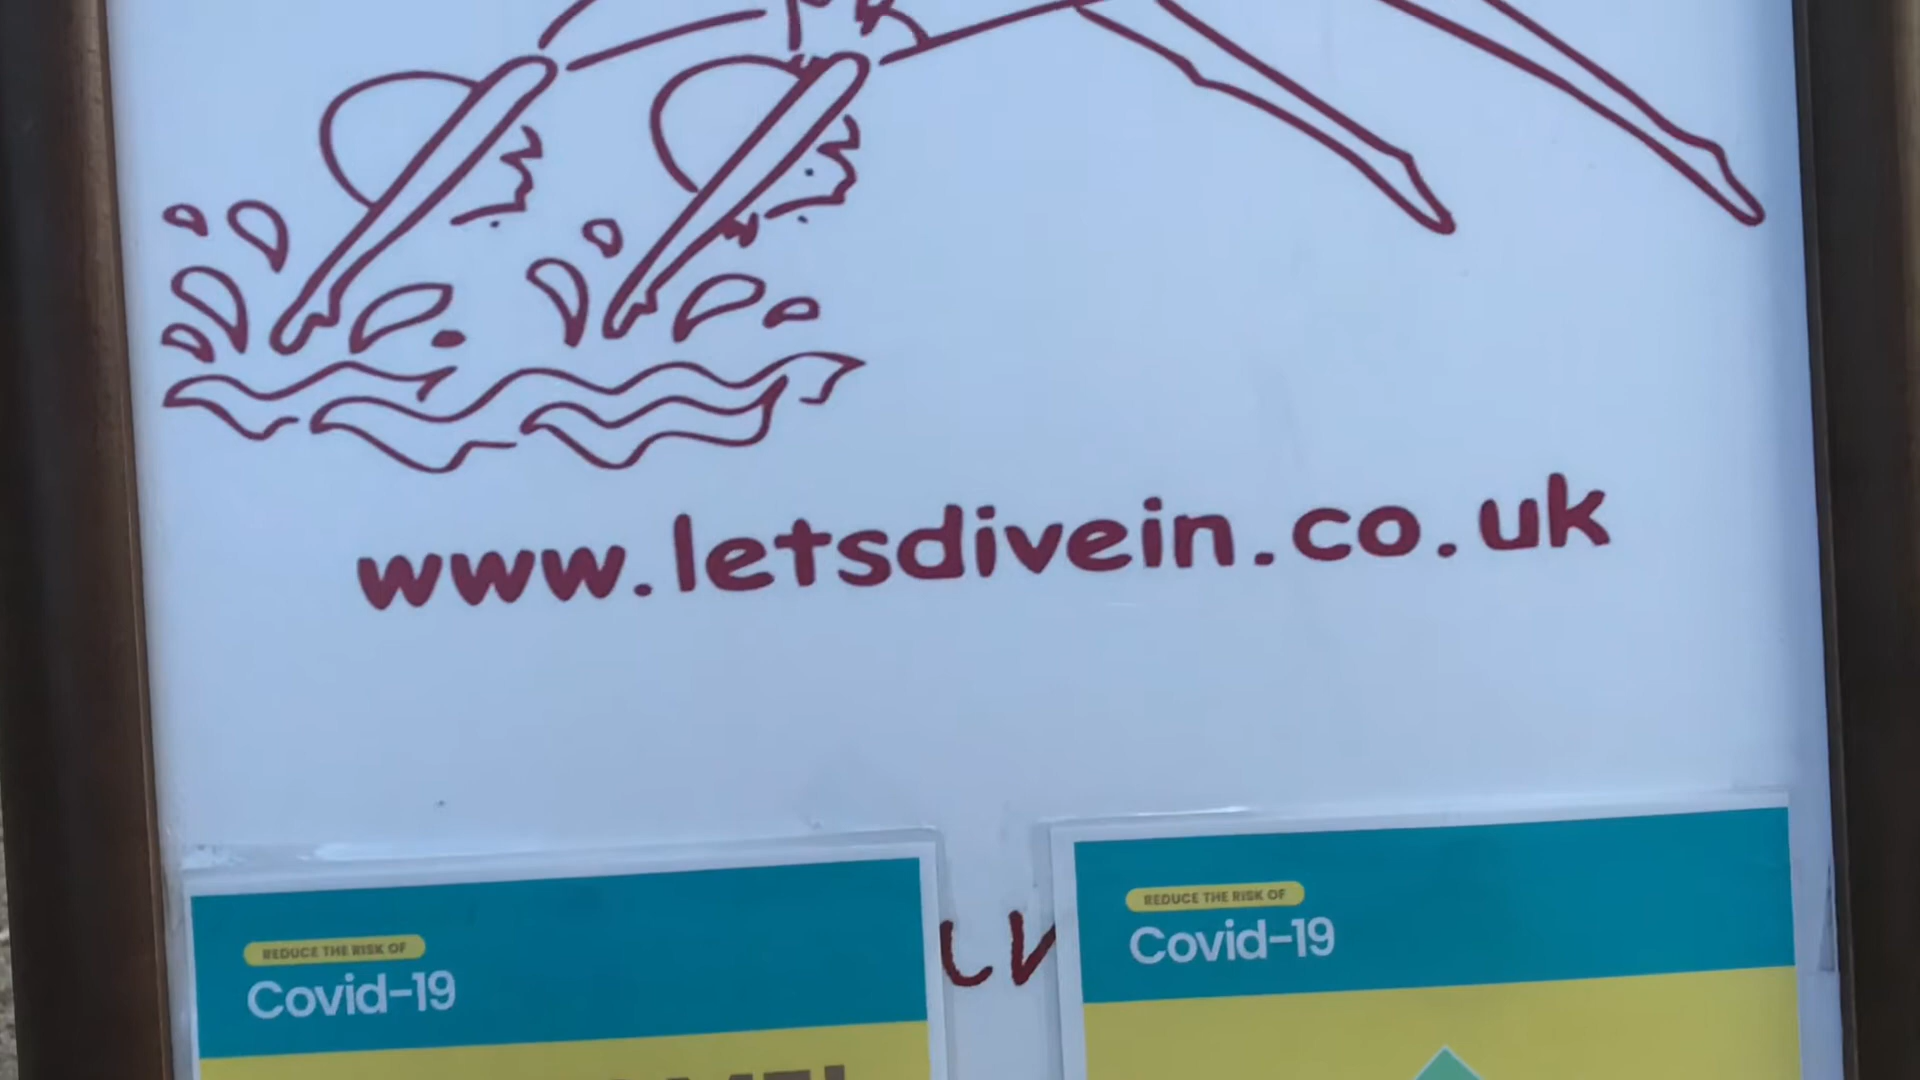 www.letsdivein.co.uk
REDUCE THE RISK OF
Covid-19
REDUCE THE RISK OF
Covid-19